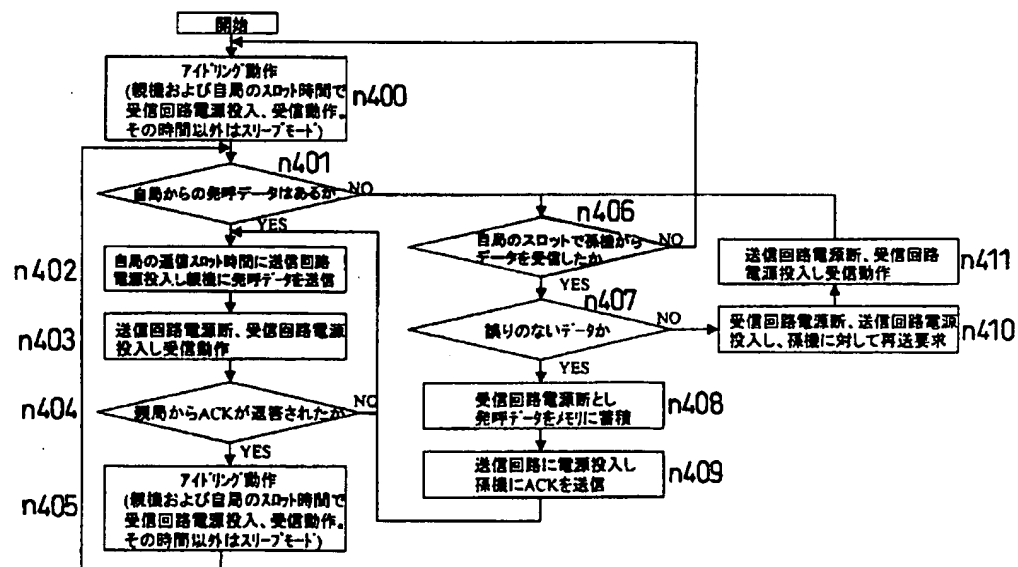 開始
アイドリング動作
(親機および自局のスロット時間で
受信回路電源投入、受信動作。
その時間以外はスリープモード)
n400
n401
自局からの発呼データはあるか
NO
YES
n402
自局の通信スロット時間に送信回路
電源投入し親機に発呼データを送信
n403
送信回路電源断、受信回路電源
投入し受信動作
n404
親局からACKが返答されたか
NO
YES
n405
アイドリング動作
(親機および自局のスロット時間で
受信回路電源投入、受信動作。
その時間以外はスリープモード)
n406
自局のスロットで孫機から
データを受信したか
NO
YES
n407
誤りのないデータか
NO
YES
受信回路電源断とし
発呼データをメモリに蓄積
n408
送信回路に電源投入し
孫機にACKを送信
n409
受信回路電源断、送信回路電源
投入し、孫機に対して再送要求
n410
送信回路電源断、受信回路
電源投入し受信動作
n411